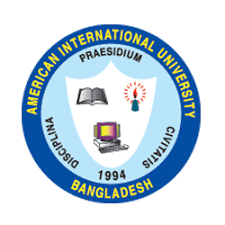 AMERICAN INTERNATIONAL UNIVERSITY
PRAESIDIUM
DISCIPLINA
CIVITATIS
1994
BANGLADESH